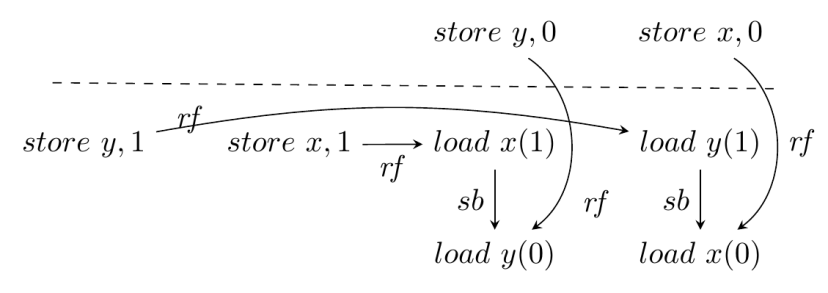 store y, 0 store x, 0
rf
store y, 1 store x, 1 load x(1) load y(1) rf
rf
sb rf sb
load y(0) load x(0)